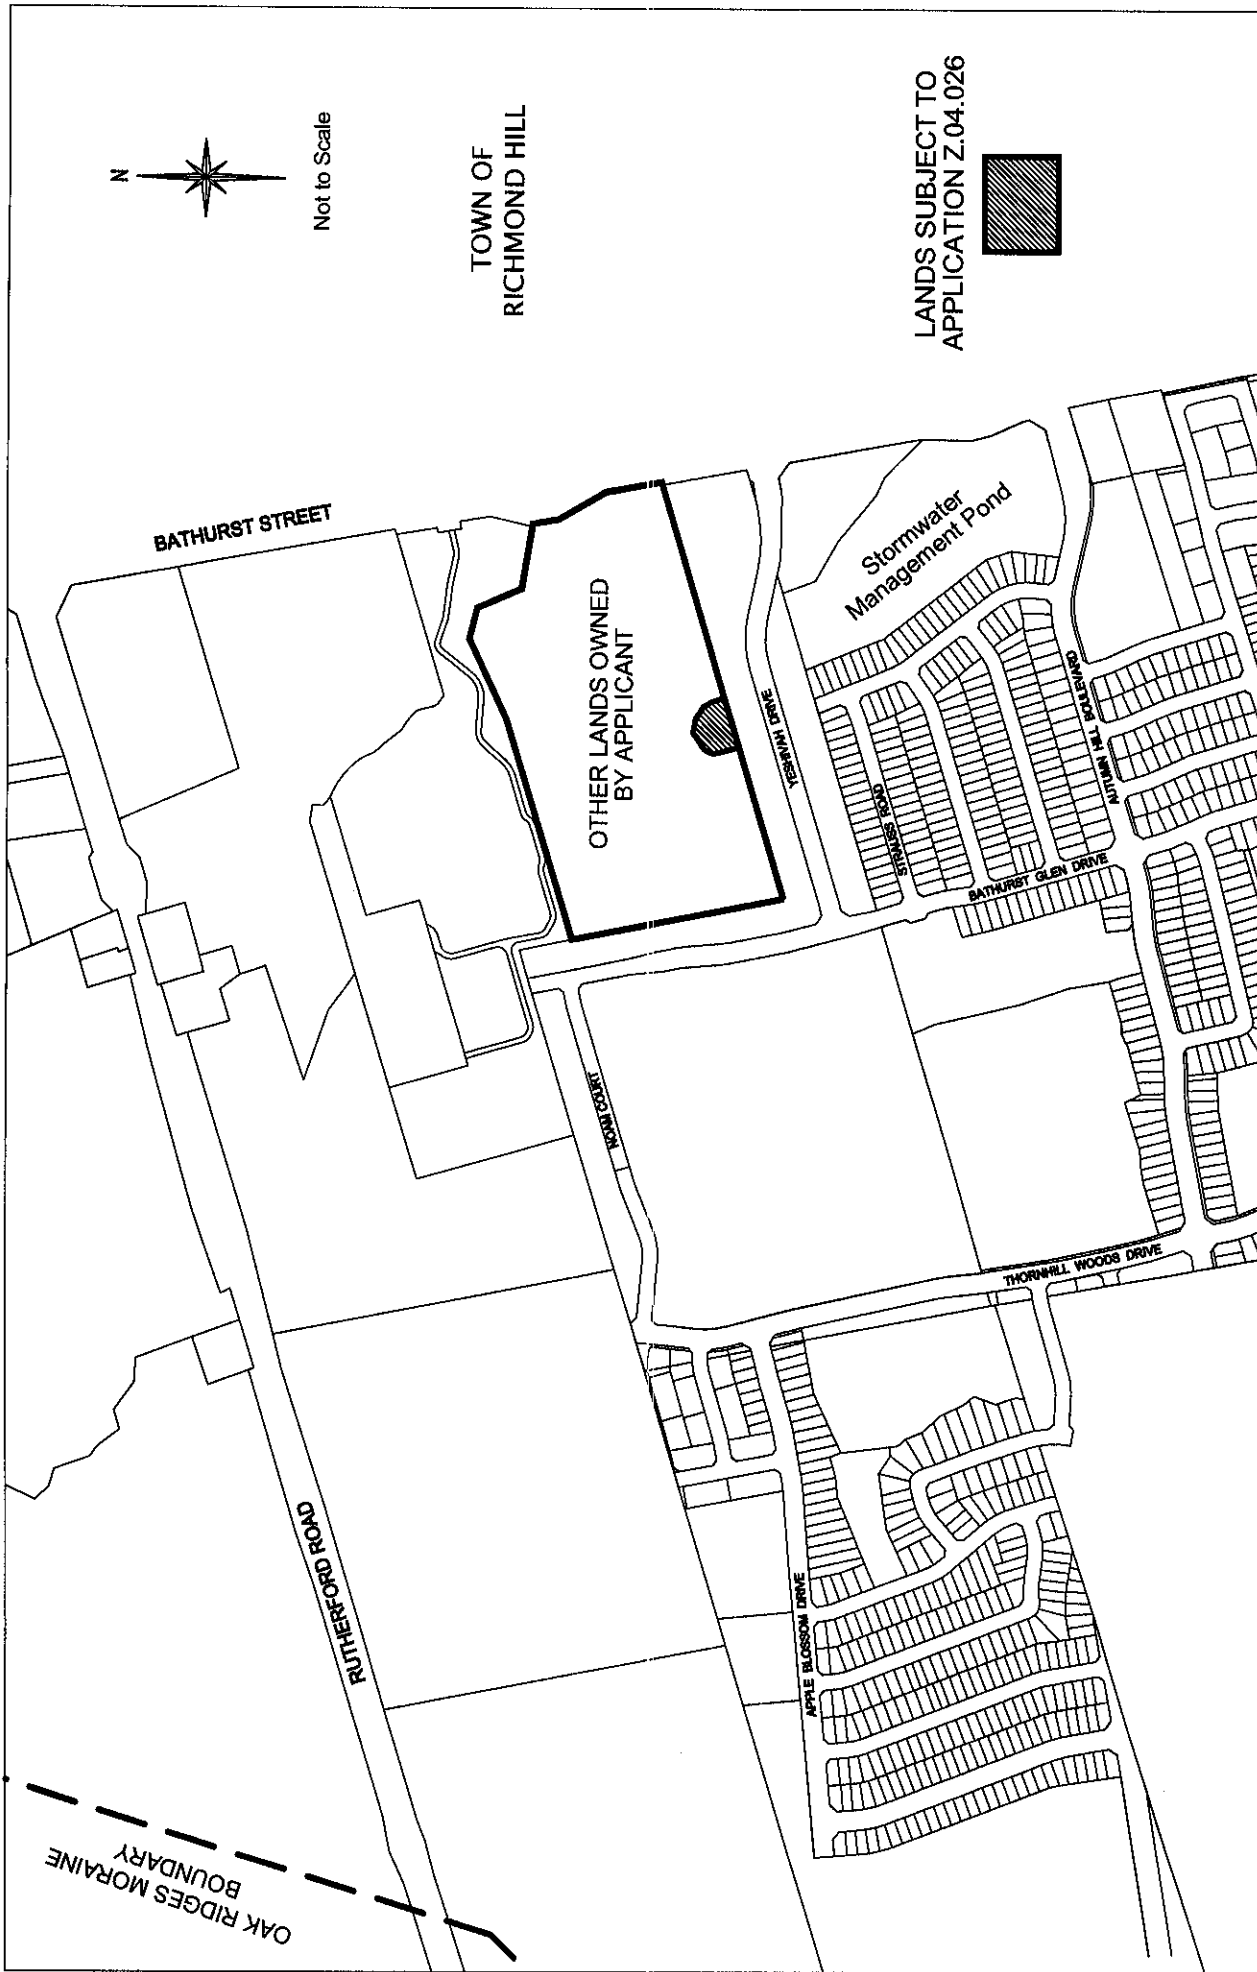 N
Not to Scale
TOWN OF
RICHMOND HILL
LANDS SUBJECT TO
APPLICATION Z.04.026
BATHURST STREET
OTHER LANDS OWNED
BY APPLICANT
YESHIVAH DRIVE
Stormwater
Management Pond
STRAUSS ROAD
AUTUMN HILL BOULEVARD
BATHURST GLEN DRIVE
NOAM COURT
THORNHILL WOODS DRIVE
RUTHERFORD ROAD
APPLE BLOSSOM DRIVE
OAK RIDGES MORAINE
BOUNDARY